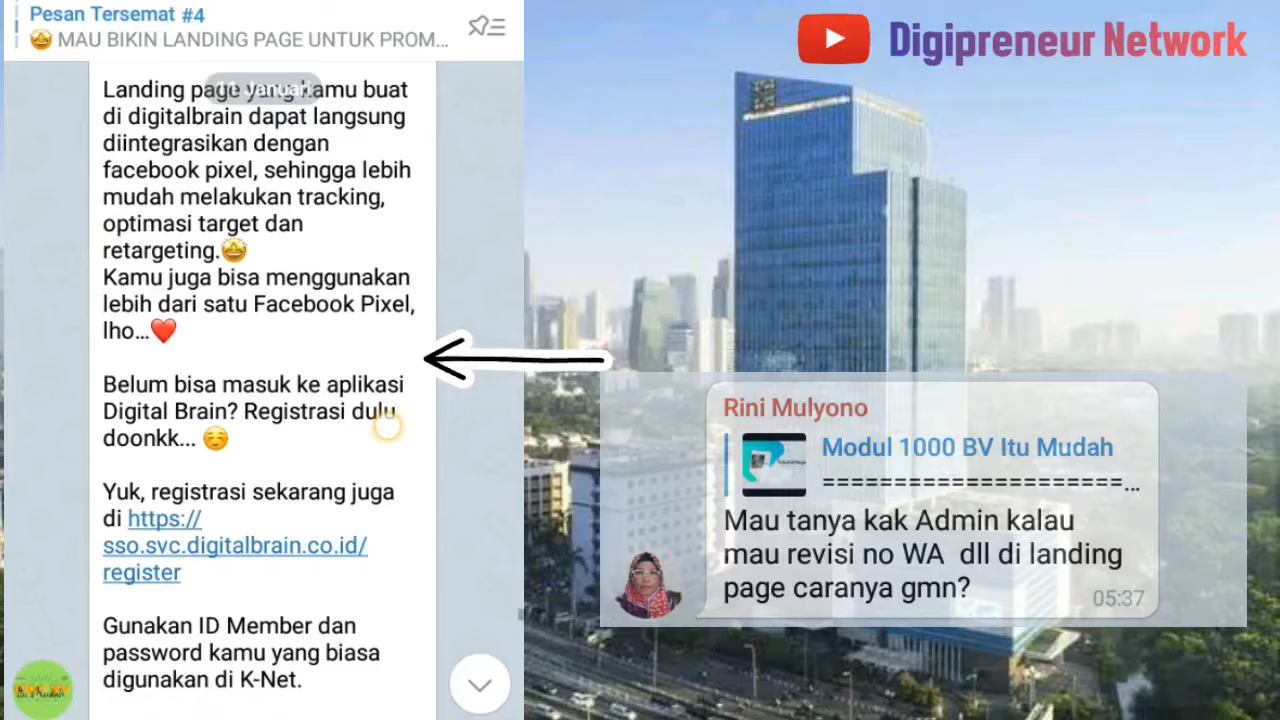 Pesan Tersemat #4
🤩 MAU BIKIN LANDING PAGE UNTUK PROM...
11 Januari
Landing page yang kamu buat
di digitalbrain dapat langsung
diintegrasikan dengan
facebook pixel, sehingga lebih
mudah melakukan tracking,
optimasi target dan
retargeting.🤩
Kamu juga bisa menggunakan
lebih dari satu Facebook Pixel,
lho...❤️
Belum bisa masuk ke aplikasi
Digital Brain? Registrasi dulu
doonkk... ☺️
Yuk, registrasi sekarang juga
di https://
sso.svc.digitalbrain.co.id/
register
Gunakan ID Member dan
password kamu yang biasa
digunakan di K-Net.
Digipreneur Network
Rini Mulyono
Modul 1000 BV Itu Mudah
=====================...
Mau tanya kak Admin kalau
mau revisi no WA  dll di landing
page caranya gmn?
05:37